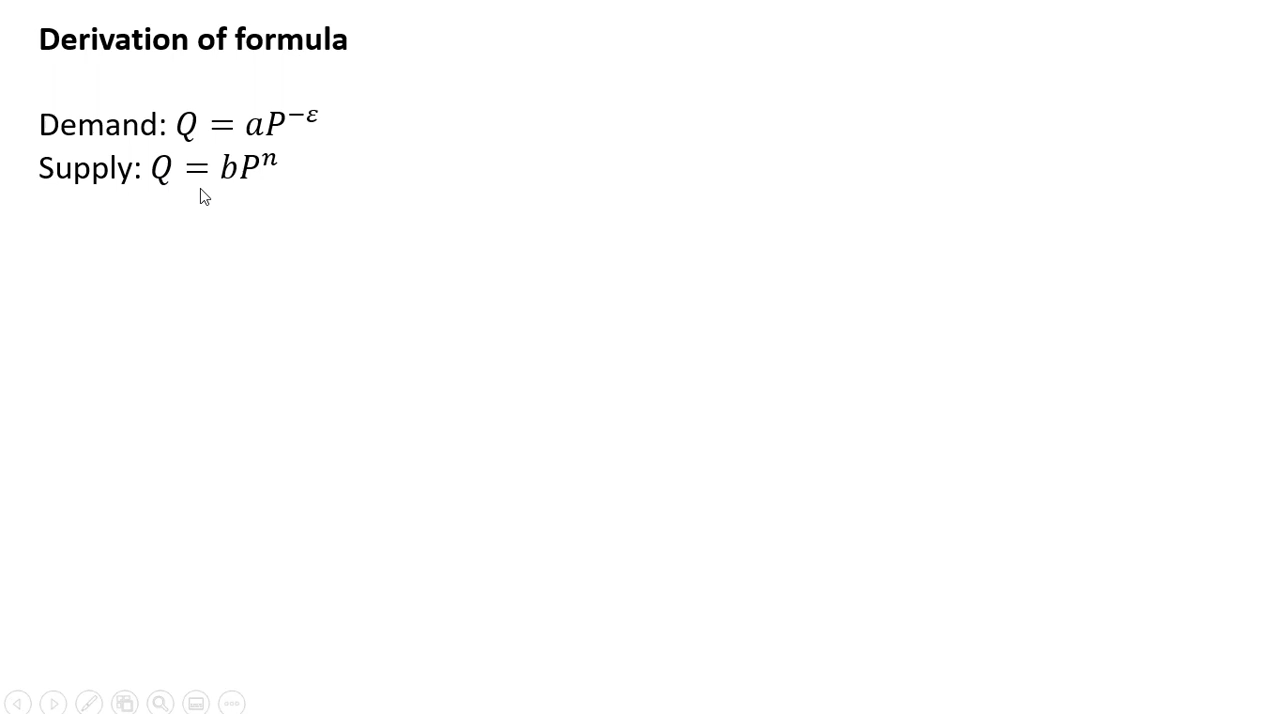 Derivation of formula
Demand: 𝑄 = 𝑎𝑃^{−𝜀}
Supply: 𝑄 = 𝑏𝑃^{𝑛}